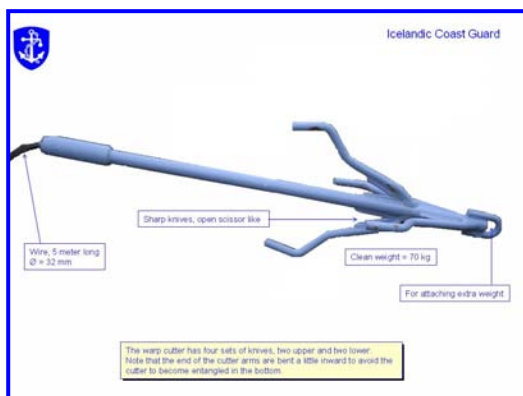 Icelandic Coast Guard
Sharp knives, open scissor like
Wire, 5 meter long
Ø = 32 mm
Clean weight = 70 kg
For attaching extra weight
The warp cutter has four sets of knives, two upper and two lower.
Note that the end of the cutter arms are bent a little inward to avoid the
cutter to become entangled in the bottom.